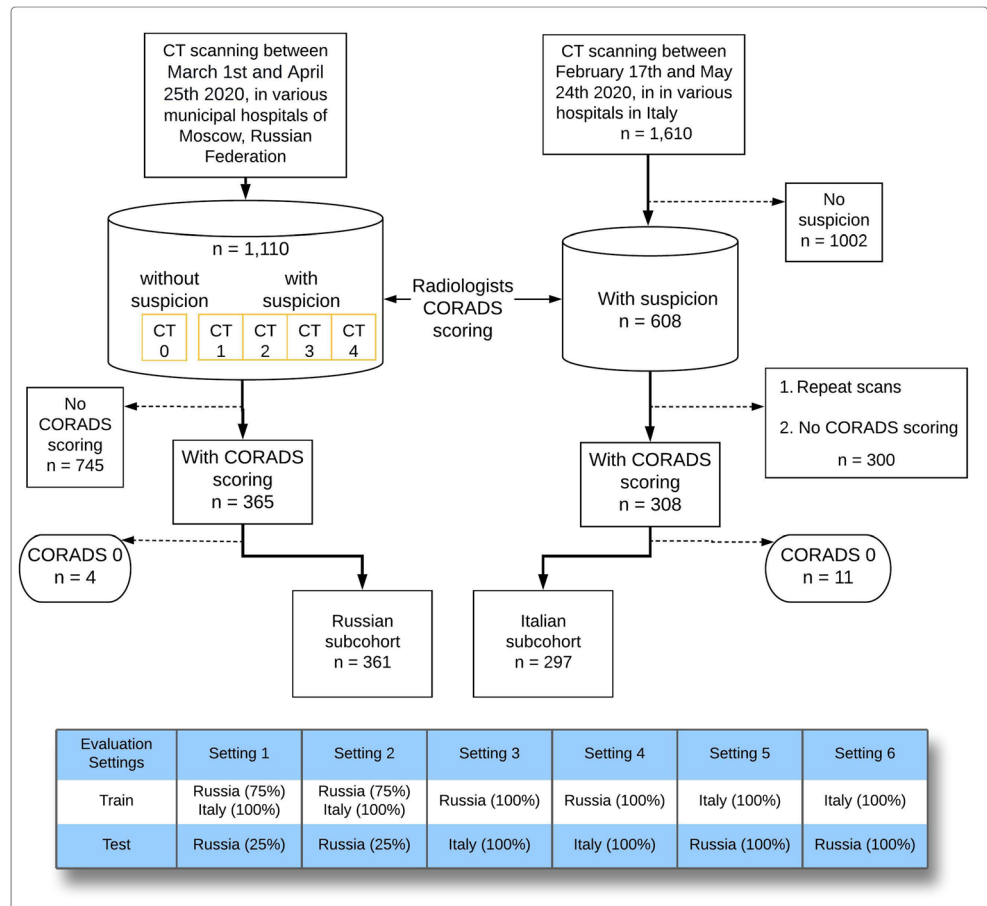 CT scanning between
March 1st and April
25th 2020, in various
municipal hospitals of
Moscow, Russian
Federation
CT scanning between
February 17th and May
24th 2020, in in various
hospitals in Italy
n = 1,610
No
suspicion
n = 1002
n = 1,110
without
suspicion
with
suspicion
CT
0
CT
1
CT
2
CT
3
CT
4
Radiologists
CORADS
scoring
With suspicion
n = 608
No
CORADS
scoring
n = 745
With CORADS
scoring
n = 365
With CORADS
scoring
n = 308
1. Repeat scans
2. No CORADS scoring
n = 300
CORADS 0
n = 4
CORADS 0
n = 11
Russian
subcohort
n = 361
Italian
subcohort
n = 297
Evaluation
Settings
Setting 1
Setting 2
Setting 3
Setting 4
Setting 5
Setting 6
Train
Russia (75%)
Italy (100%)
Russia (75%)
Italy (100%)
Russia (100%)
Russia (100%)
Italy (100%)
Italy (100%)
Test
Russia (25%)
Russia (25%)
Italy (100%)
Italy (100%)
Russia (100%)
Russia (100%)